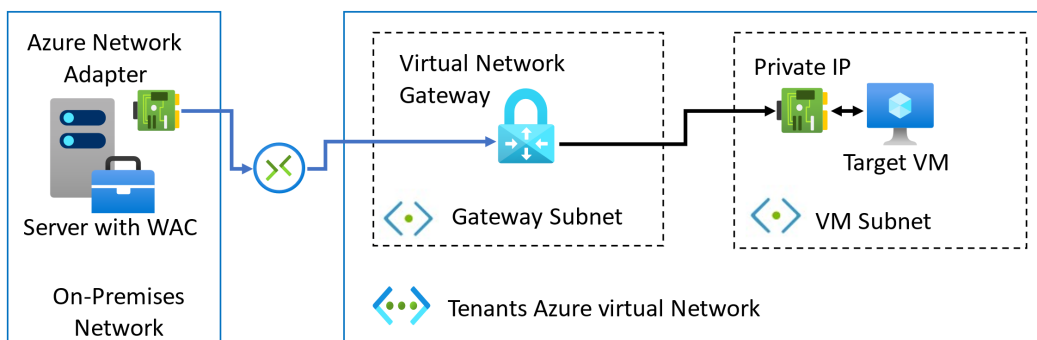 Azure Network
Adapter
Server with WAC
On-Premises
Network
Virtual Network
Gateway
Gateway Subnet
Private IP
Target VM
VM Subnet
Tenants Azure virtual Network